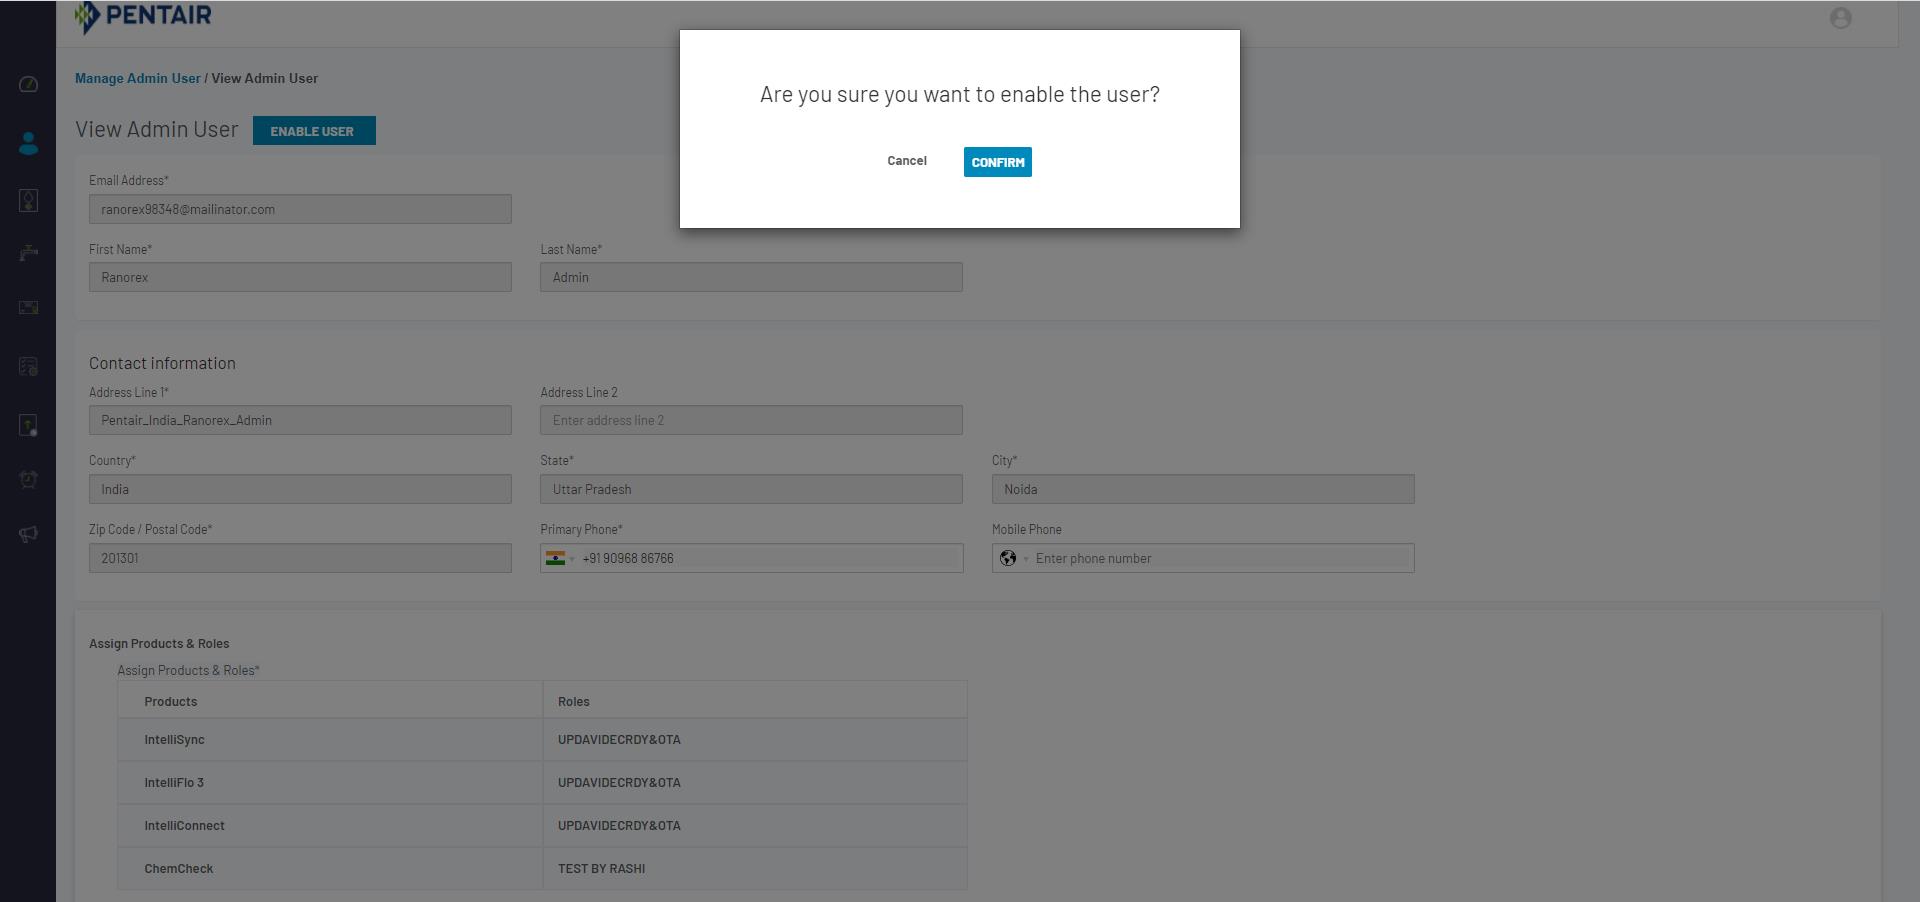 PENTAIR
Are you sure you want to enable the user?
Cancel
CONFIRM
Manage Admin User / View Admin User
View Admin User
ENABLE USER
Email Address*
ranorex98348@mailinator.com
First Name*
Last Name*
Ranorex
Admin
Contact information
Address Line 1*
Address Line 2
Pentair_India_Ranorex_Admin
Enter address line 2
Country*
State*
City*
India
Uttar Pradesh
Noida
Zip Code / Postal Code*
Primary Phone*
Mobile Phone
201301
+91 90968 86766
Enter phone number
Assign Products & Roles
Assign Products & Roles*
Products
Roles
IntelliSync
UPDAVIDECRDY&OTA
IntelliFlo 3
UPDAVIDECRDY&OTA
IntelliConnect
UPDAVIDECRDY&OTA
ChemCheck
TEST BY RASHI